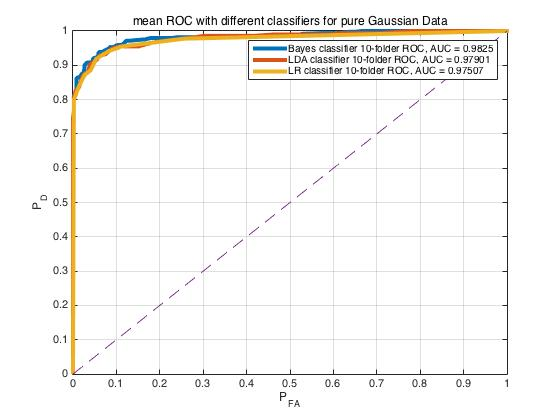 mean ROC with different classifiers for pure Gaussian Data
Bayes classifier 10-folder ROC, AUC = 0.9825
LDA classifier 10-folder ROC, AUC = 0.97901
LR classifier 10-folder ROC, AUC = 0.97507
1
0.9
0.8
0.7
0.6
0.5
0.4
0.3
0.2
0.1
0
P_D
0 0.1 0.2 0.3 0.4 0.5 0.6 0.7 0.8 0.9 1
P_FA